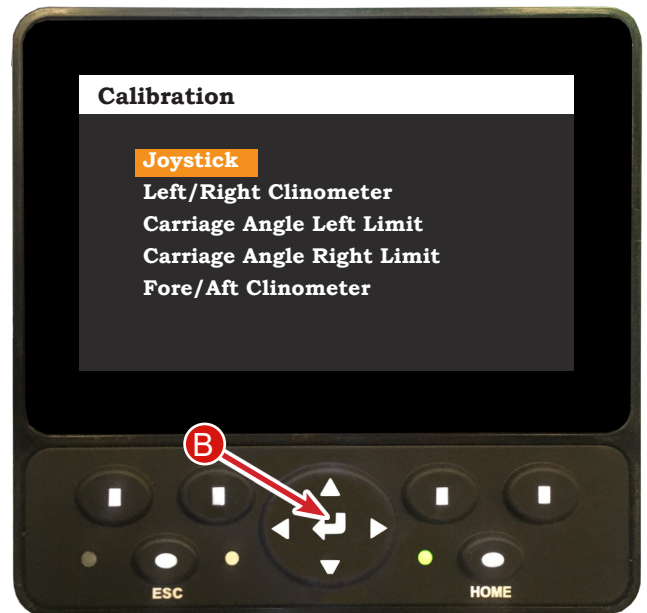 Calibration
Joystick
Left/Right Clinometer
Carriage Angle Left Limit
Carriage Angle Right Limit
Fore/Aft Clinometer
B
ESC
HOME